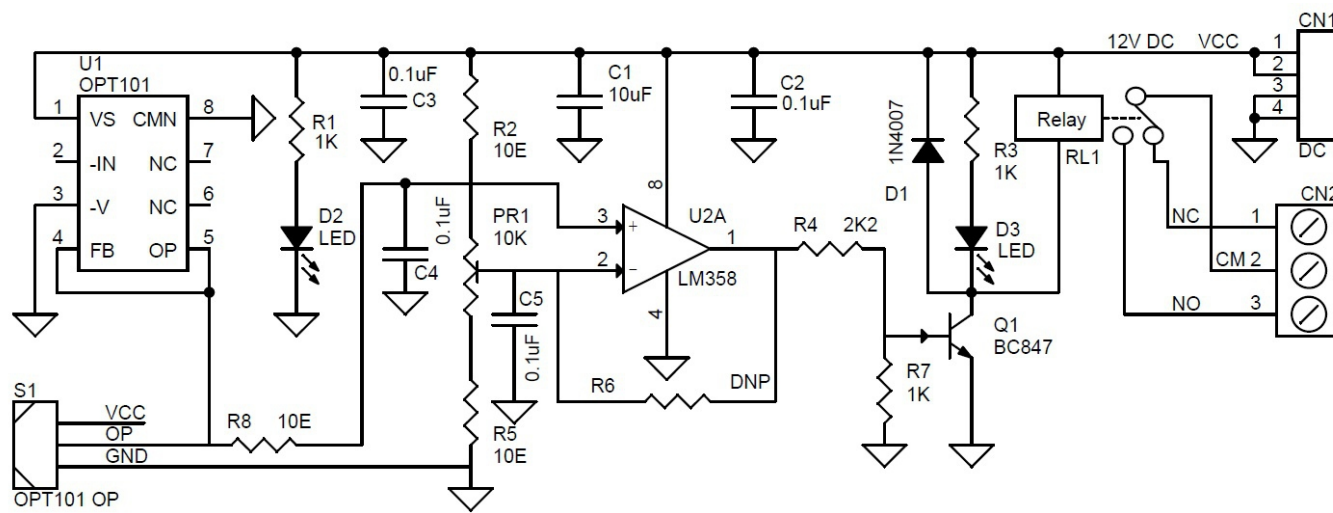 CN1
12V DC VCC 1
2
3
4
DC
U1
OPT101
1 VS CMN 8
2 -IN NC 7
3 -V NC 6
4 FB OP 5
R1
1K
D2
LED
0.1uF
C3
R2
10E
C1
10uF
C2
0.1uF
1N4007
D1
R3
1K
Relay
RL1
D3
LED
CN2
NC 1
CM 2
NO 3
0.1uF
C4
PR1
10K
C5
0.1uF
8
3 +
2 -
1
4
U2A
LM358
R4 2K2
Q1
BC847
R6 DNP
R7
1K
S1
VCC
OP
GND
OPT101 OP
R8 10E
R5
10E